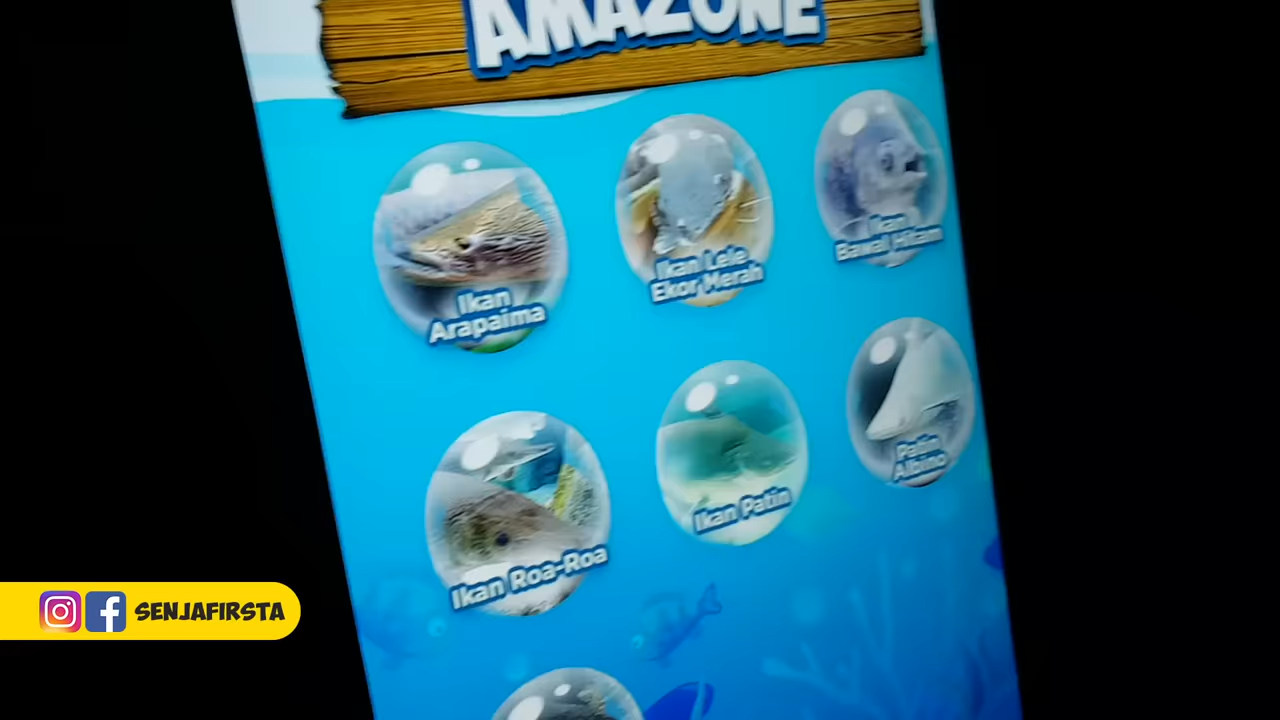 AMAZONE
Ikan
Arapaima
Ikan Lele
Ekor Merah
Ikan
Bawal Hitam
Ikan Roa-Roa
Ikan Patin
Patin
Albino
SENJAFIRSTA